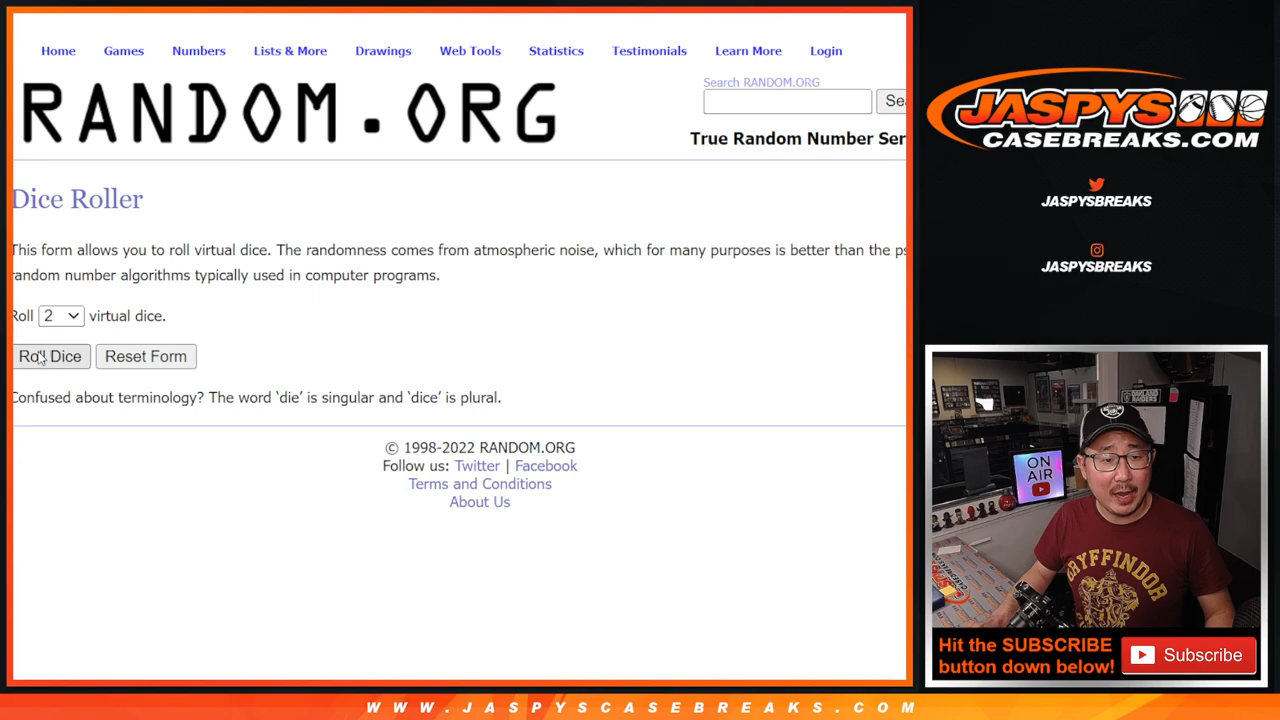 Home Games Numbers Lists & More Drawings Web Tools Statistics Testimonials Learn More Login
RANDOM.ORG
Search RANDOM.ORG
Sea
True Random Number Ser
Dice Roller
This form allows you to roll virtual dice. The randomness comes from atmospheric noise, which for many purposes is better than the ps
random number algorithms typically used in computer programs.
Roll 2 virtual dice.
Roll Dice Reset Form
Confused about terminology? The word ‘die’ is singular and ‘dice’ is plural.
© 1998-2022 RANDOM.ORG
Follow us: Twitter | Facebook
Terms and Conditions
About Us
JASPYS
CASEBREAKS.COM
JASPYSBREAKS
JASPYSBREAKS
OAKLAND
RAIDERS
ON
AIR
GRYFFINDOR
Hit the SUBSCRIBE
button down below!
Subscribe
WWW.JASPYSCASEBREAKS.COM